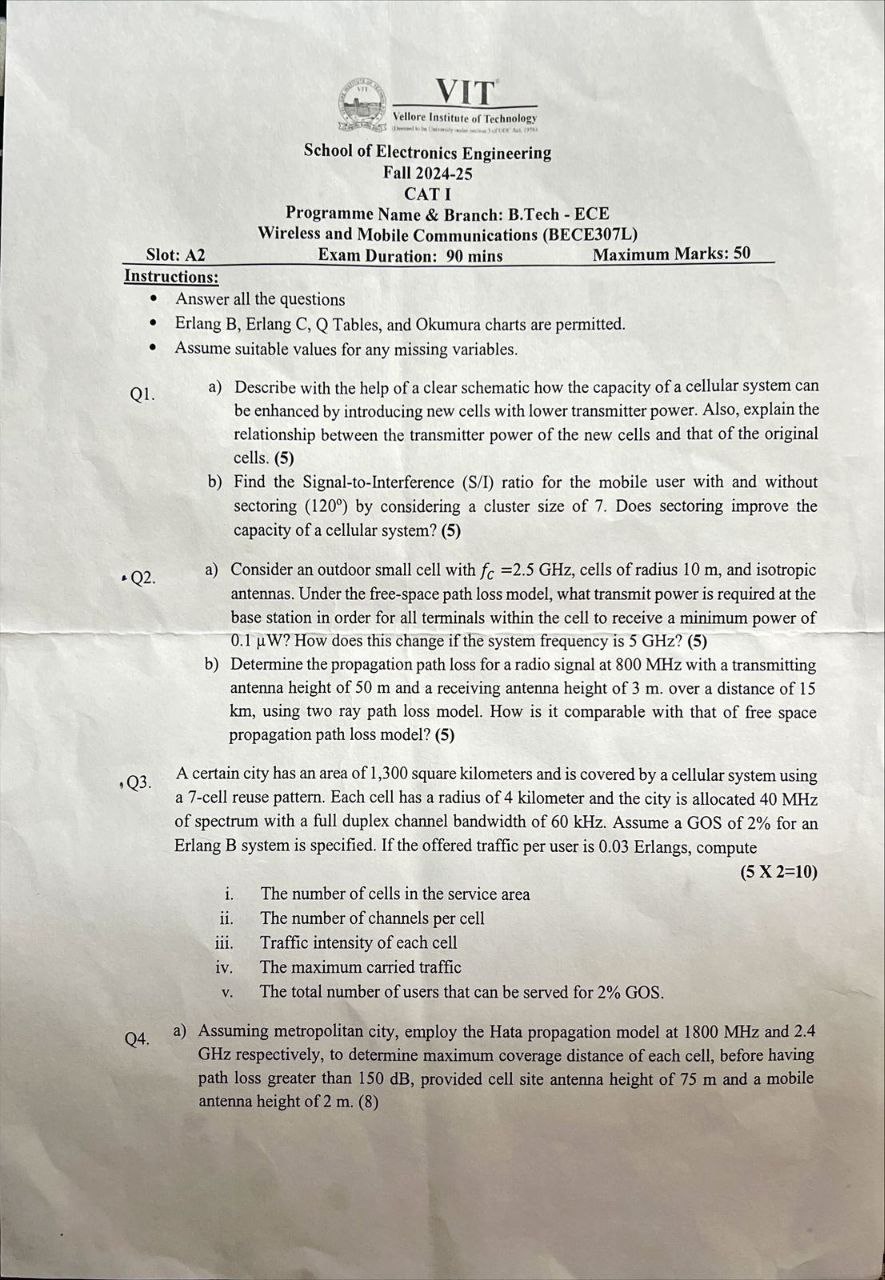 VIT
Vellore Institute of Technology
(Deemed to be University under section 3 of UGC Act, 1956)
School of Electronics Engineering
Fall 2024-25
CAT I
Programme Name & Branch: B.Tech - ECE
Wireless and Mobile Communications (BECE307L)
Slot: A2 Exam Duration: 90 mins Maximum Marks: 50
Instructions:
• Answer all the questions
• Erlang B, Erlang C, Q Tables, and Okumura charts are permitted.
• Assume suitable values for any missing variables.
Q1. a) Describe with the help of a clear schematic how the capacity of a cellular system can
be enhanced by introducing new cells with lower transmitter power. Also, explain the
relationship between the transmitter power of the new cells and that of the original
cells. (5)
b) Find the Signal-to-Interference (S/I) ratio for the mobile user with and without
sectoring (120º) by considering a cluster size of 7. Does sectoring improve the
capacity of a cellular system? (5)
Q2. a) Consider an outdoor small cell with fC =2.5 GHz, cells of radius 10 m, and isotropic
antennas. Under the free-space path loss model, what transmit power is required at the
base station in order for all terminals within the cell to receive a minimum power of
0.1 µW? How does this change if the system frequency is 5 GHz? (5)
b) Determine the propagation path loss for a radio signal at 800 MHz with a transmitting
antenna height of 50 m and a receiving antenna height of 3 m. over a distance of 15
km, using two ray path loss model. How is it comparable with that of free space
propagation path loss model? (5)
Q3. A certain city has an area of 1,300 square kilometers and is covered by a cellular system using
a 7-cell reuse pattern. Each cell has a radius of 4 kilometer and the city is allocated 40 MHz
of spectrum with a full duplex channel bandwidth of 60 kHz. Assume a GOS of 2% for an
Erlang B system is specified. If the offered traffic per user is 0.03 Erlangs, compute
(5 X 2=10)
i. The number of cells in the service area
ii. The number of channels per cell
iii. Traffic intensity of each cell
iv. The maximum carried traffic
v. The total number of users that can be served for 2% GOS.
Q4. a) Assuming metropolitan city, employ the Hata propagation model at 1800 MHz and 2.4
GHz respectively, to determine maximum coverage distance of each cell, before having
path loss greater than 150 dB, provided cell site antenna height of 75 m and a mobile
antenna height of 2 m. (8)